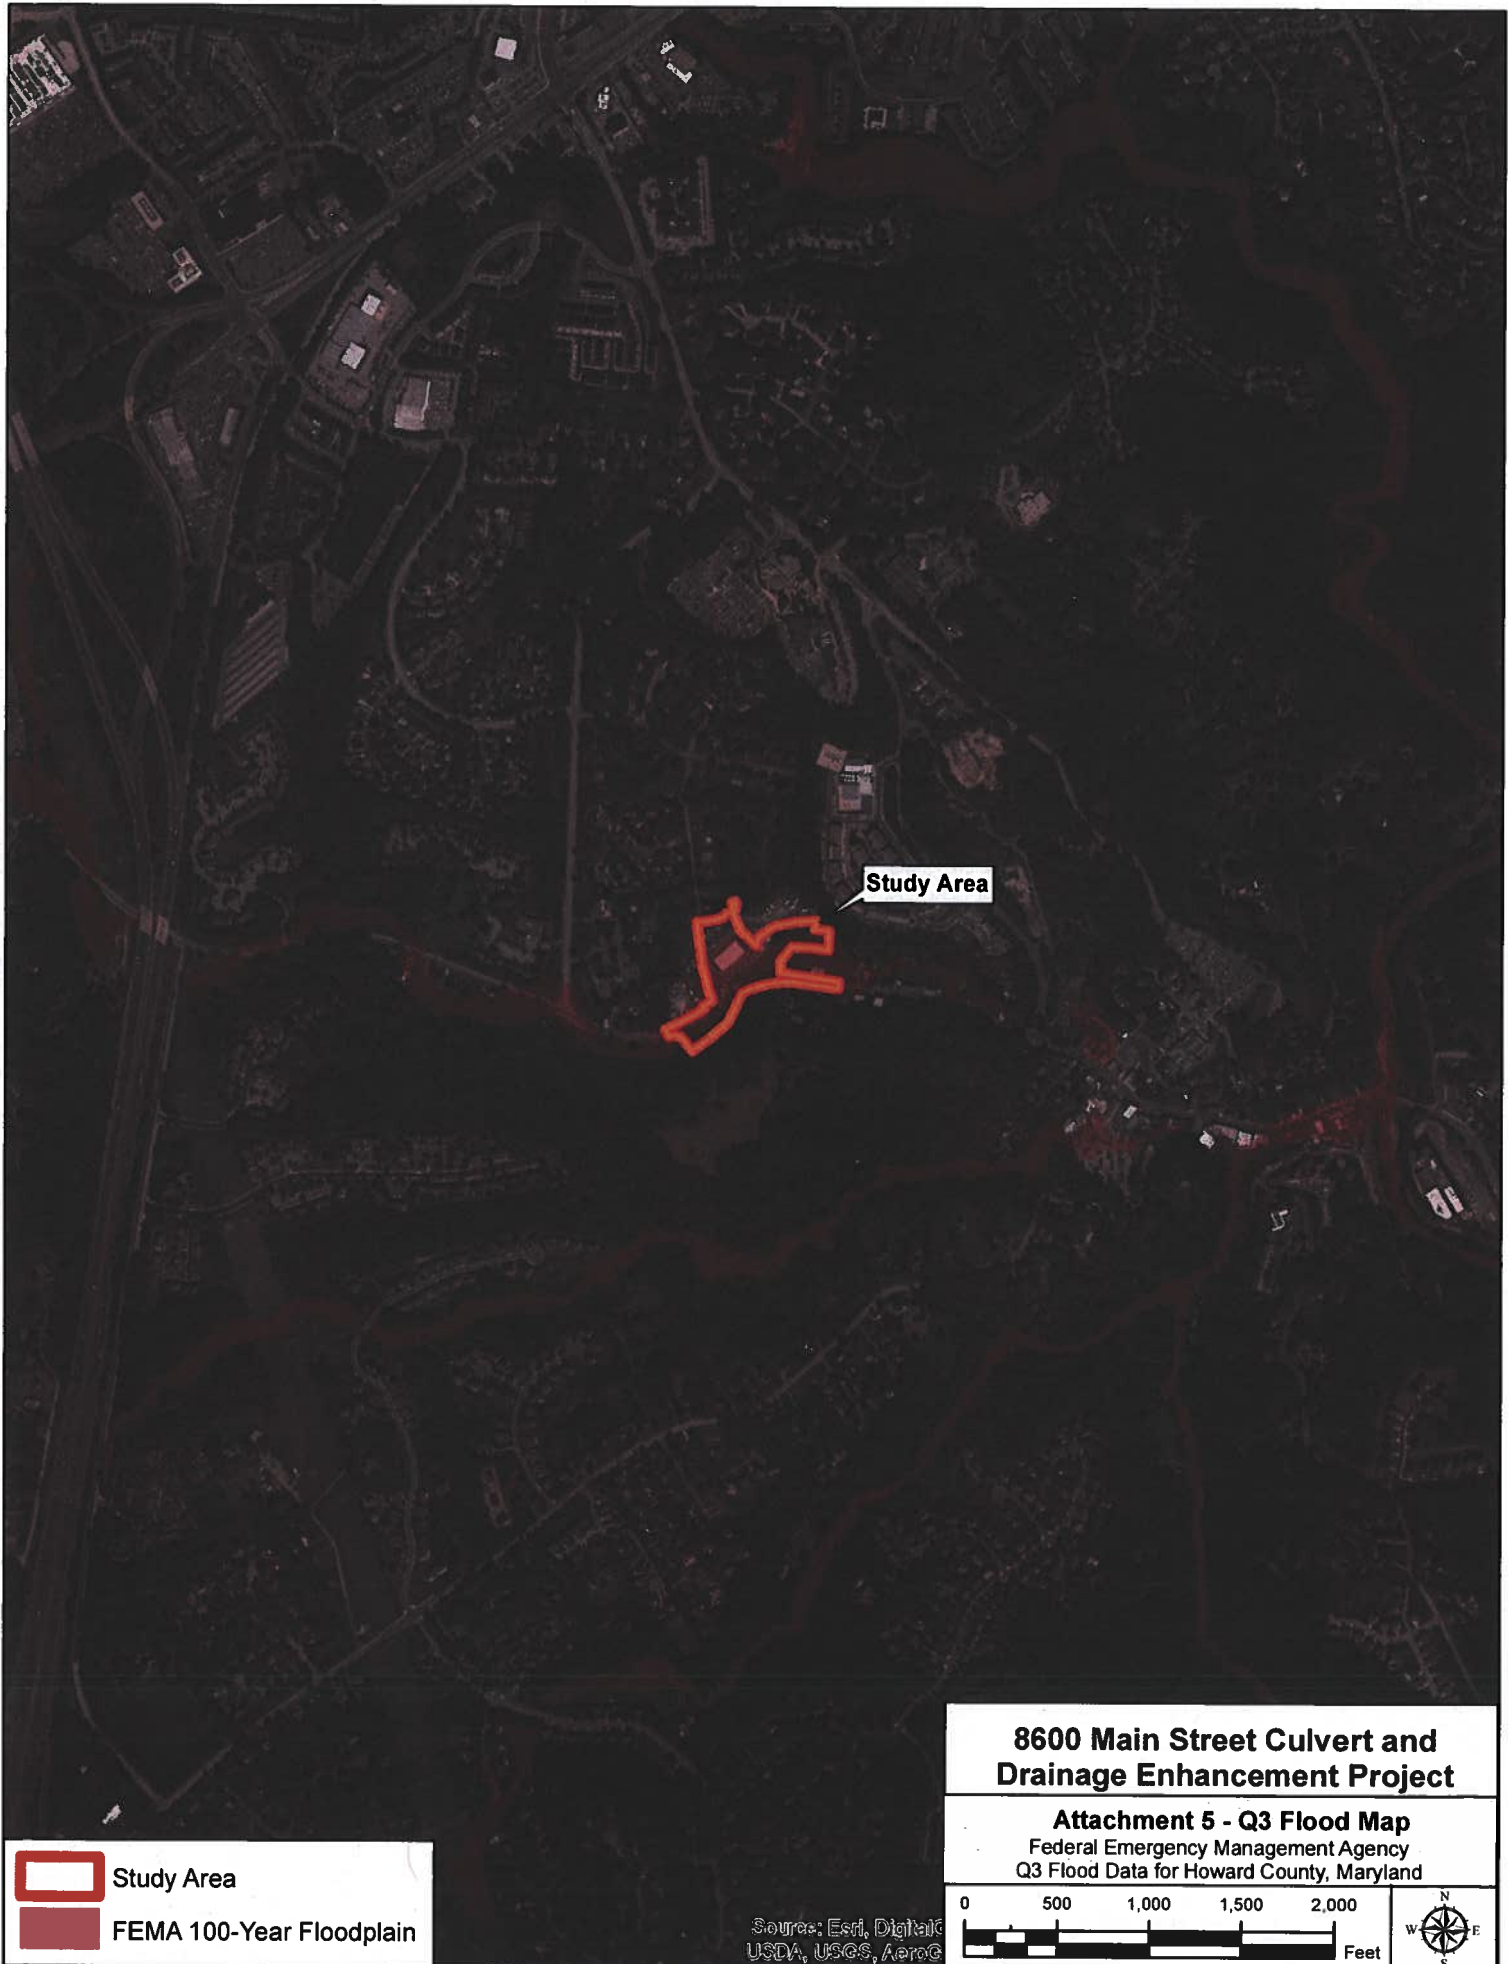 Study Area
8600 Main Street Culvert and
Drainage Enhancement Project
Attachment 5 - Q3 Flood Map
Federal Emergency Management Agency
Q3 Flood Data for Howard County, Maryland
0 500 1,000 1,500 2,000
Feet
N
W E
S
Study Area
FEMA 100-Year Floodplain
Source: Esri, DigitalG
USDA, USGS, AeroG